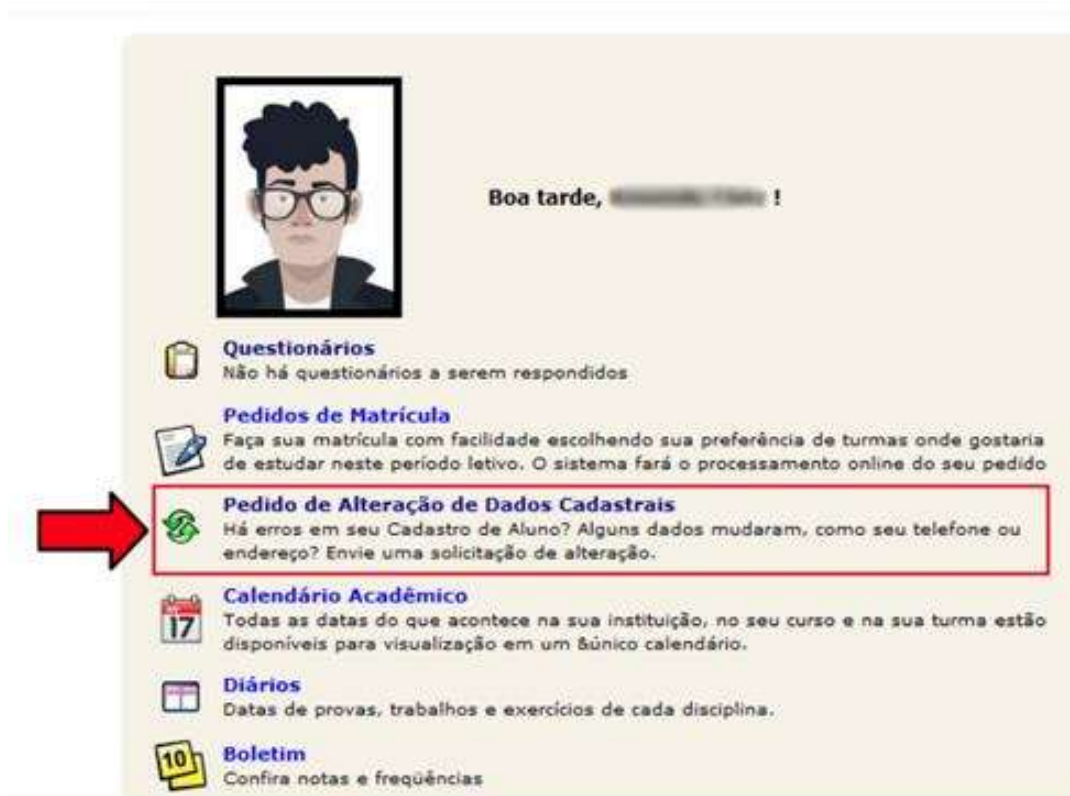 Boa tarde, !
Questionários
Não há questionários a serem respondidos
Pedidos de Matrícula
Faça sua matrícula com facilidade escolhendo sua preferência de turmas onde gostaria
de estudar neste período letivo. O sistema fará o processamento online do seu pedido
Pedido de Alteração de Dados Cadastrais
Há erros em seu Cadastro de Aluno? Alguns dados mudaram, como seu telefone ou
endereço? Envie uma solicitação de alteração.
Calendário Acadêmico
17
Todas as datas do que acontece na sua instituição, no seu curso e na sua turma estão
disponíveis para visualização em um &único calendário.
Diários
Datas de provas, trabalhos e exercícios de cada disciplina.
10
Boletim
Confira notas e freqüências